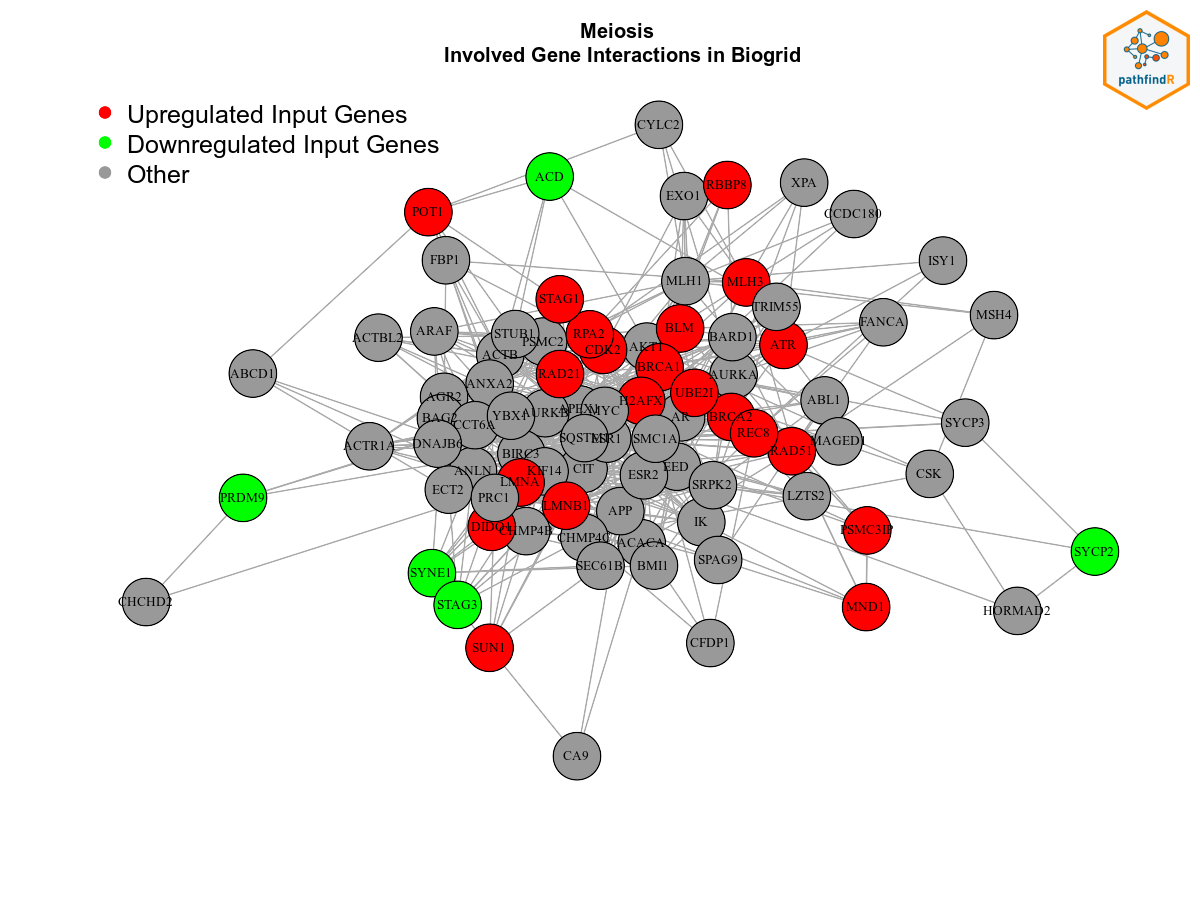 Meiosis
Involved Gene Interactions in Biogrid
pathfindR
Upregulated Input Genes
Downregulated Input Genes
Other
CYLC2
ACD
EXO1
RBBP8
XPA
POT1
CCDC180
FBP1
ISY1
MLH1
MLH3
STAG1
TRIM55
MSH4
FANCA
ARAF
STUB1
RPA2
BLM
BARD1
ACTBL2
PSMC2
CDK2
AKT1
ATR
ACTB
BRCA1
ABCD1
RAD21
AURKA
ANXA2
UBE2I
AGR2
H2AFX
ABL1
BAG2
YBX1
AURKB
APEX1
MYC
AR
BRCA2
SYCP3
CCT6A
REC8
ACTR1A
DNAJB6
SQSTM1
ESR1
SMC1A
MAGED1
RAD51
BIRC3
ANLN
KIF14
CIT
ESR2
EED
CSK
ECT2
LMNA
SRPK2
PRDM9
PRC1
LMNB1
APP
LZTS2
DIDO1
CHMP4B
CHMP4C
ACACA
IK
PSMC3IP
SYNE1
SEC61B
BMI1
SPAG9
SYCP2
CHCHD2
STAG3
MND1
HORMAD2
SUN1
CFDP1
CA9